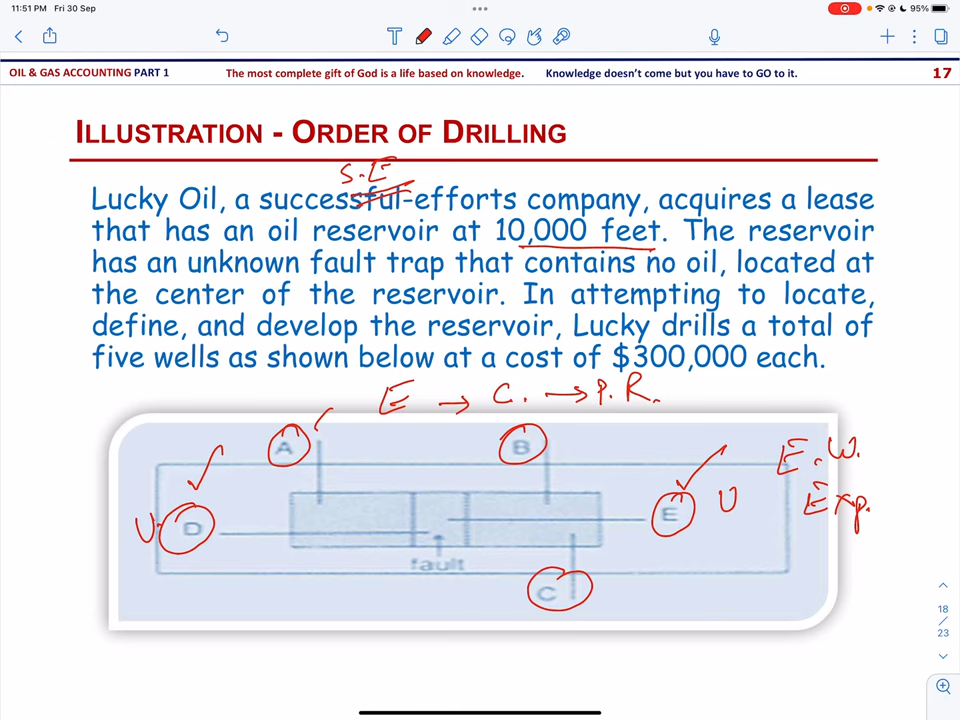 11:51 PM Fri 30 Sep
95%
OIL & GAS ACCOUNTING PART 1 The most complete gift of God is a life based on knowledge. Knowledge doesn't come but you have to GO to it. 17
ILLUSTRATION - ORDER OF DRILLING
S.E
Lucky Oil, a successful-efforts company, acquires a lease
that has an oil reservoir at 10,000 feet. The reservoir
has an unknown fault trap that contains no oil, located at
the center of the reservoir. In attempting to locate,
define, and develop the reservoir, Lucky drills a total of
five wells as shown below at a cost of $300,000 each.
E → C. → P.R.
A B E.W.
U D E U Exp.
fault
C
18
/
23